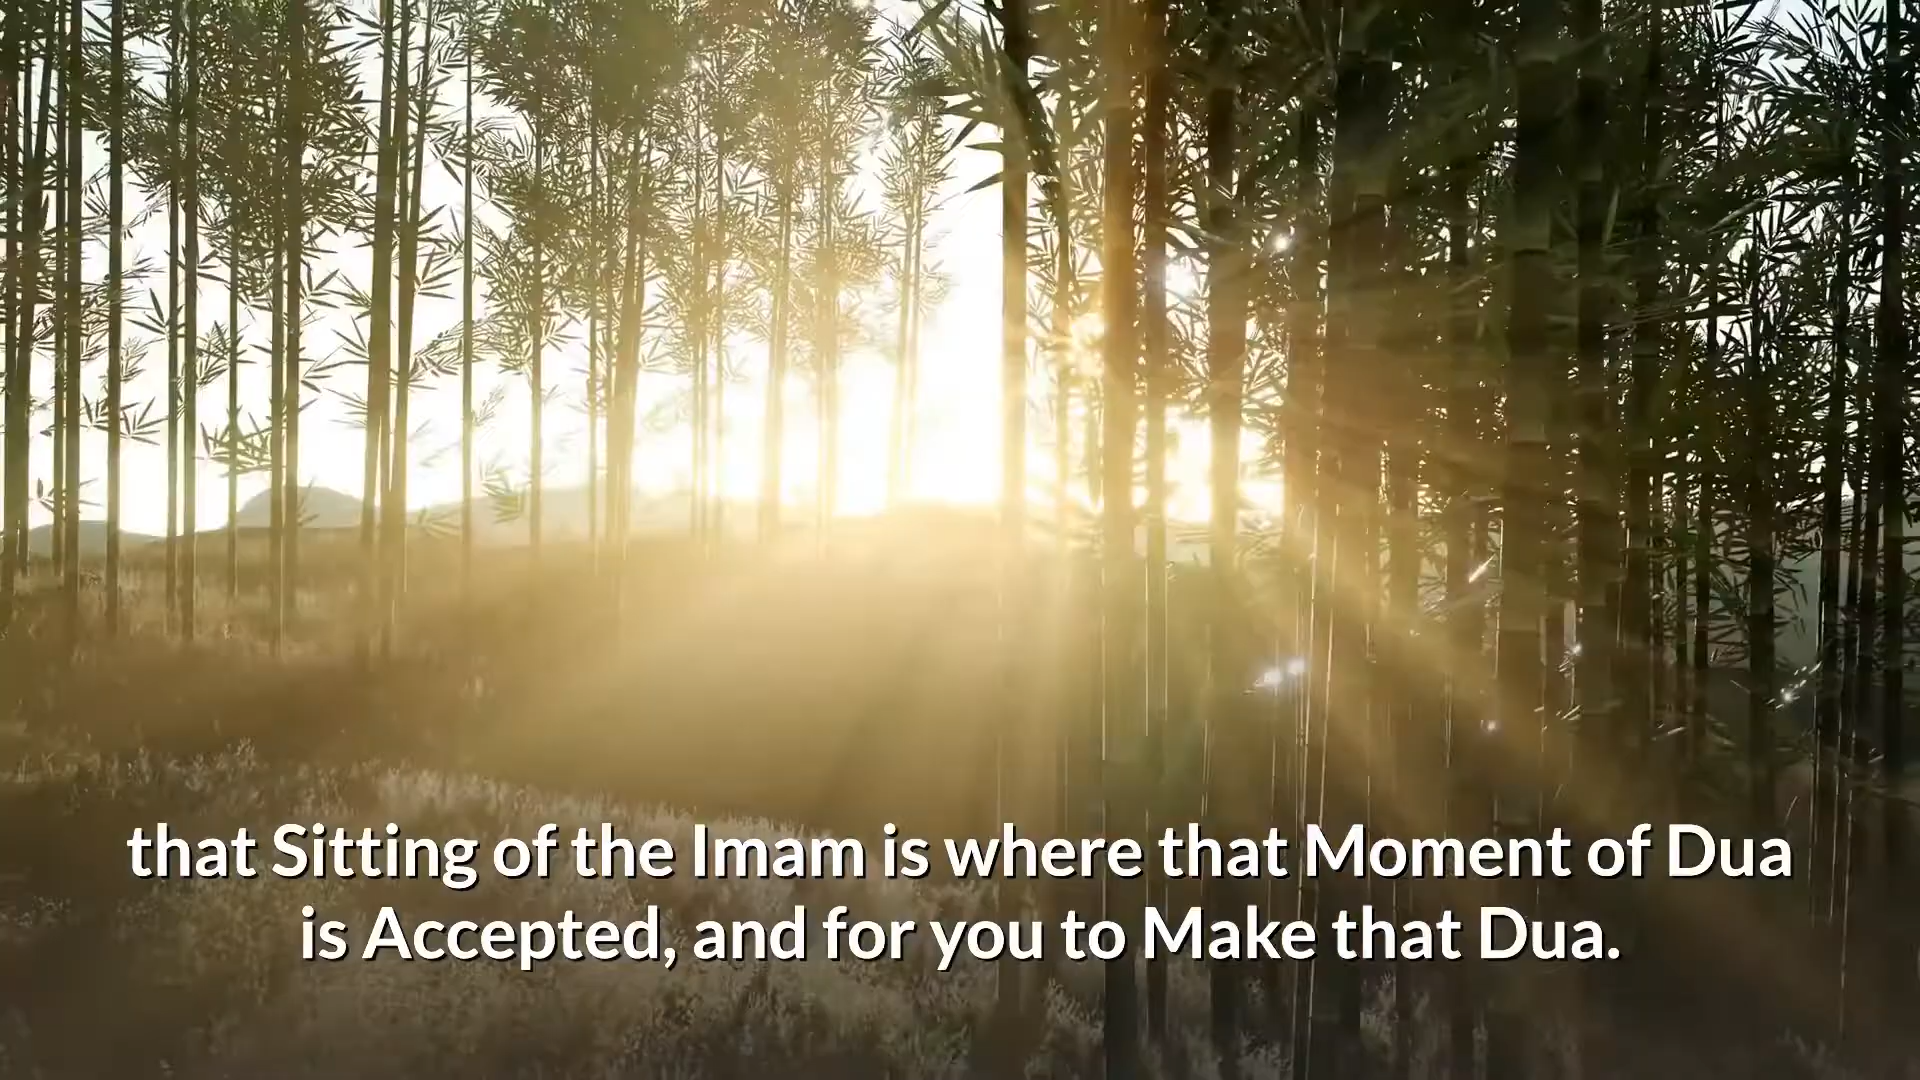 that Sitting of the Imam is where that Moment of Dua
is Accepted, and for you to Make that Dua.